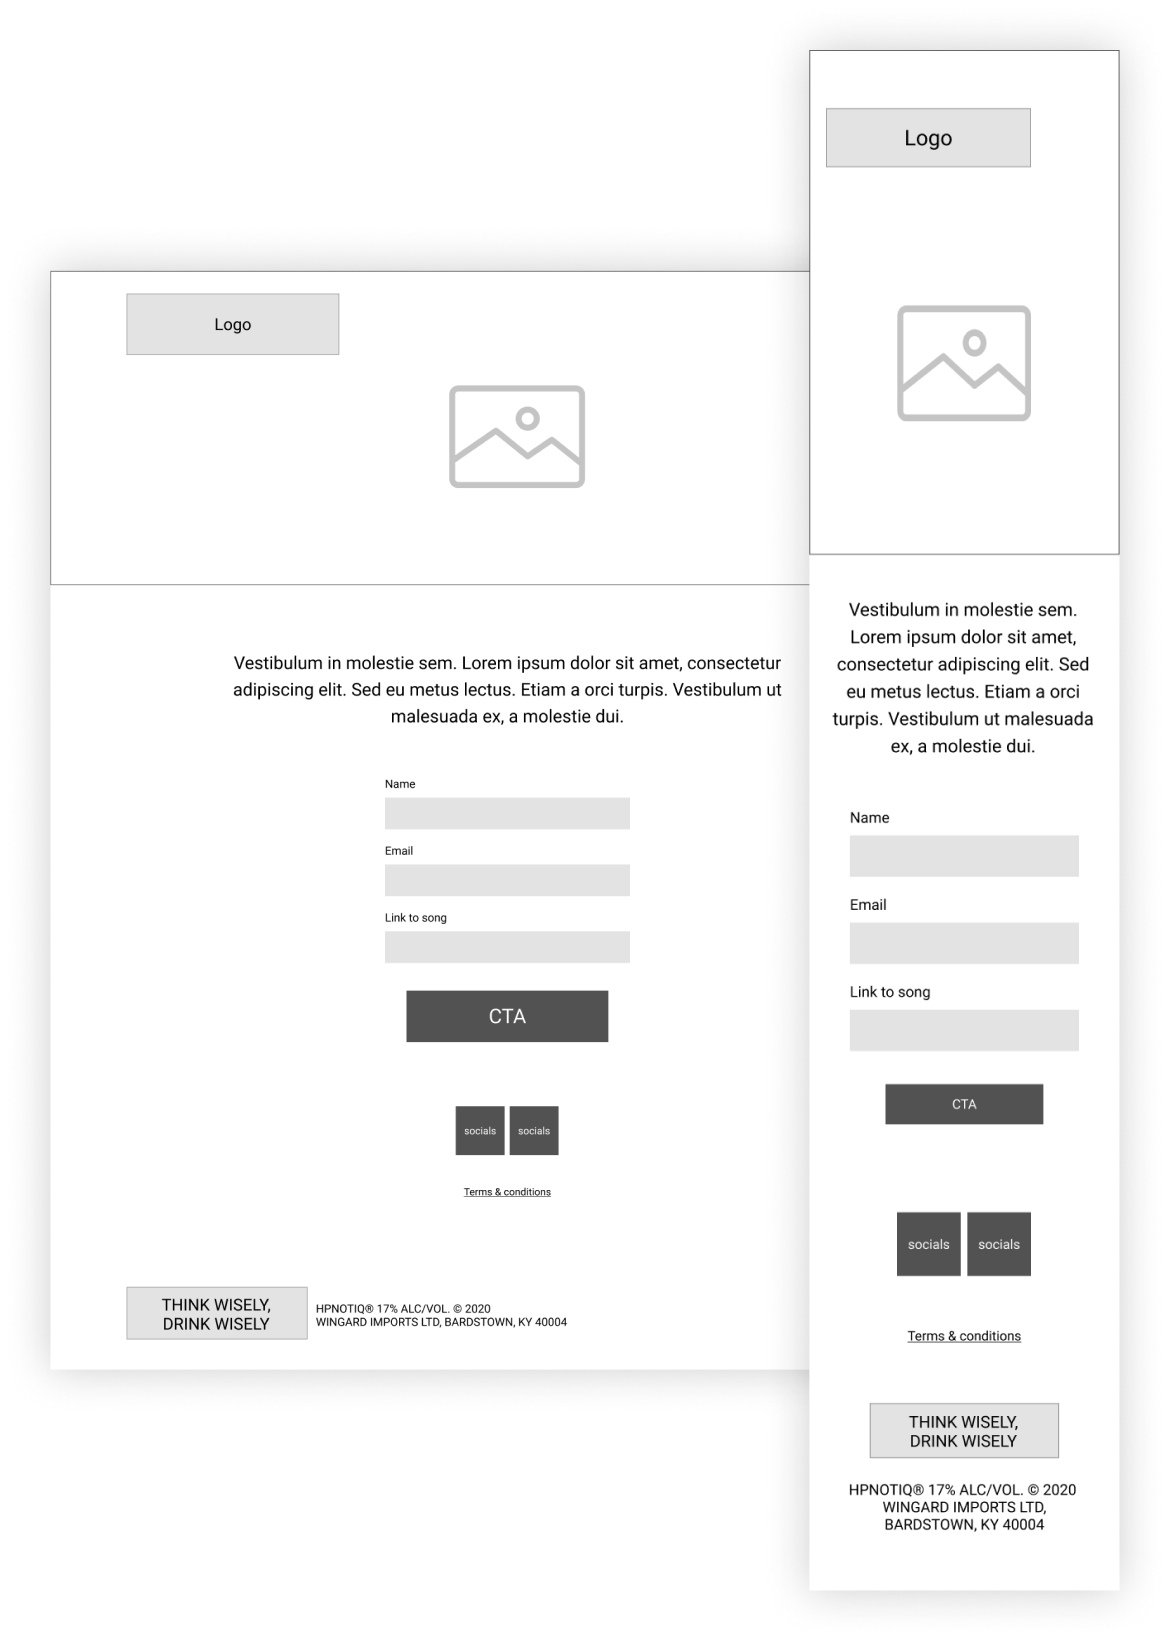 Logo
Vestibulum in molestie sem. Lorem ipsum dolor sit amet, consectetur
adipiscing elit. Sed eu metus lectus. Etiam a orci turpis. Vestibulum ut
malesuada ex, a molestie dui.
Name
Email
Link to song
CTA
socials socials
Terms & conditions
THINK WISELY,
DRINK WISELY
HPNOTIQ® 17% ALC/VOL. © 2020
WINGARD IMPORTS LTD, BARDSTOWN, KY 40004
Logo
Vestibulum in molestie sem.
Lorem ipsum dolor sit amet,
consectetur adipiscing elit. Sed
eu metus lectus. Etiam a orci
turpis. Vestibulum ut malesuada
ex, a molestie dui.
Name
Email
Link to song
CTA
socials socials
Terms & conditions
THINK WISELY,
DRINK WISELY
HPNOTIQ® 17% ALC/VOL. © 2020
WINGARD IMPORTS LTD,
BARDSTOWN, KY 40004